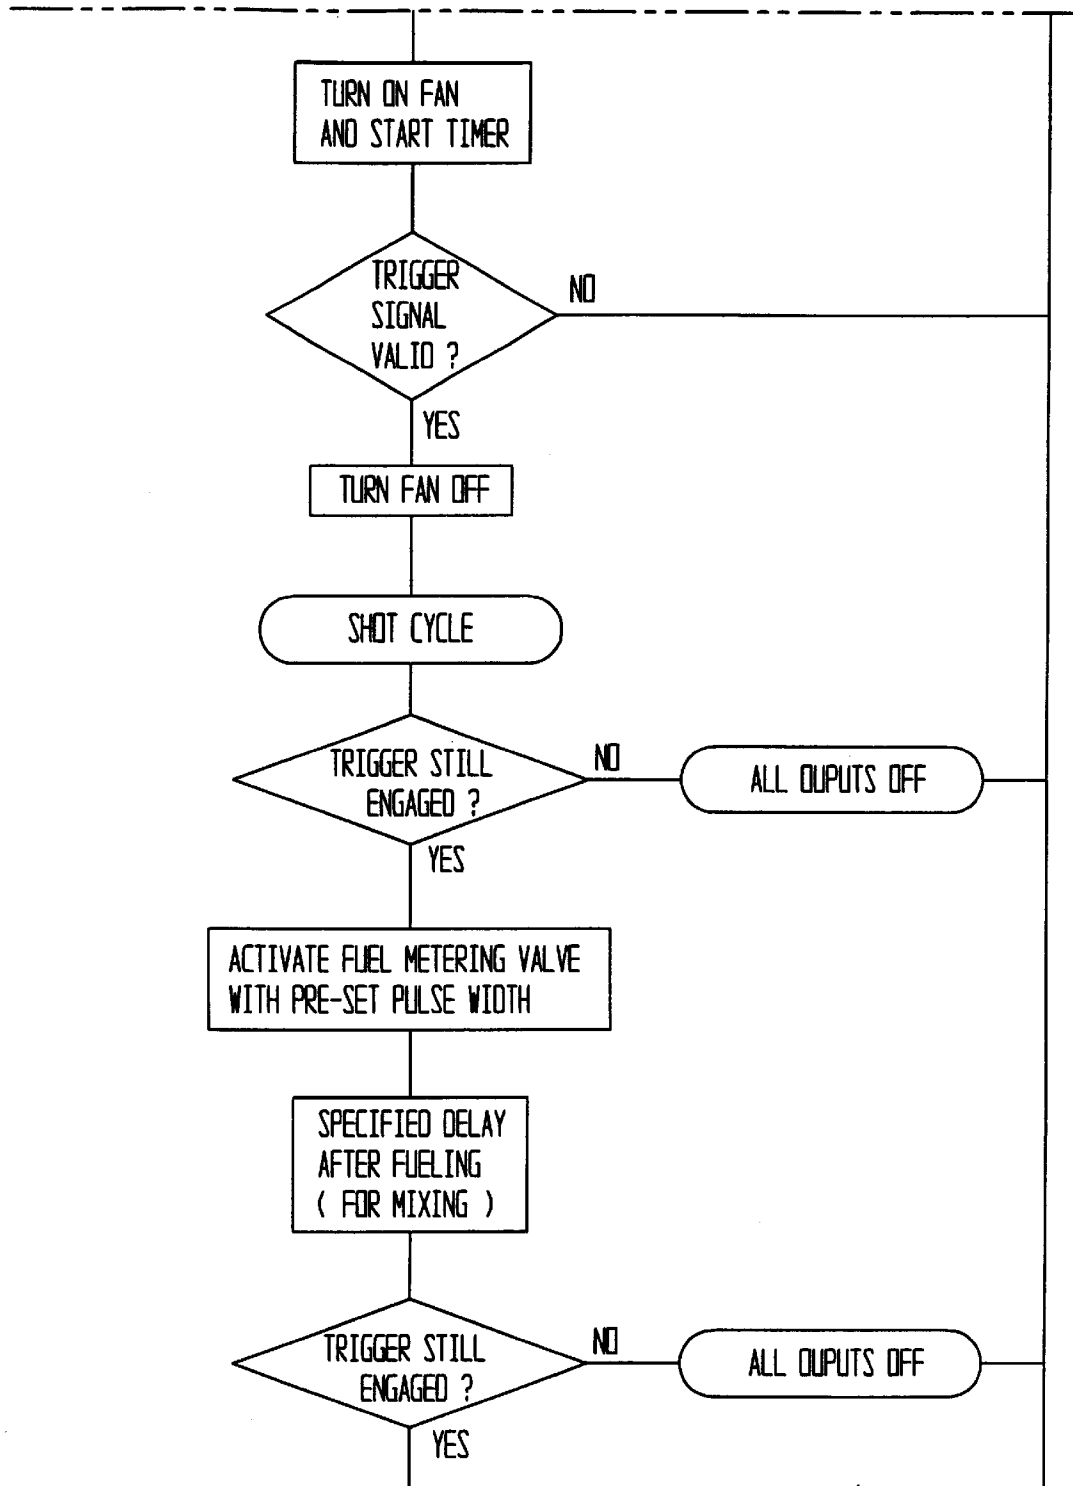 TURN ON FAN
AND START TIMER
TRIGGER
SIGNAL
VALID ?
NO
YES
TURN FAN OFF
SHOT CYCLE
TRIGGER STILL
ENGAGED ?
NO
ALL OUPUTS OFF
YES
ACTIVATE FUEL METERING VALVE
WITH PRE-SET PULSE WIDTH
SPECIFIED DELAY
AFTER FUELING
( FOR MIXING )
TRIGGER STILL
ENGAGED ?
NO
ALL OUPUTS OFF
YES